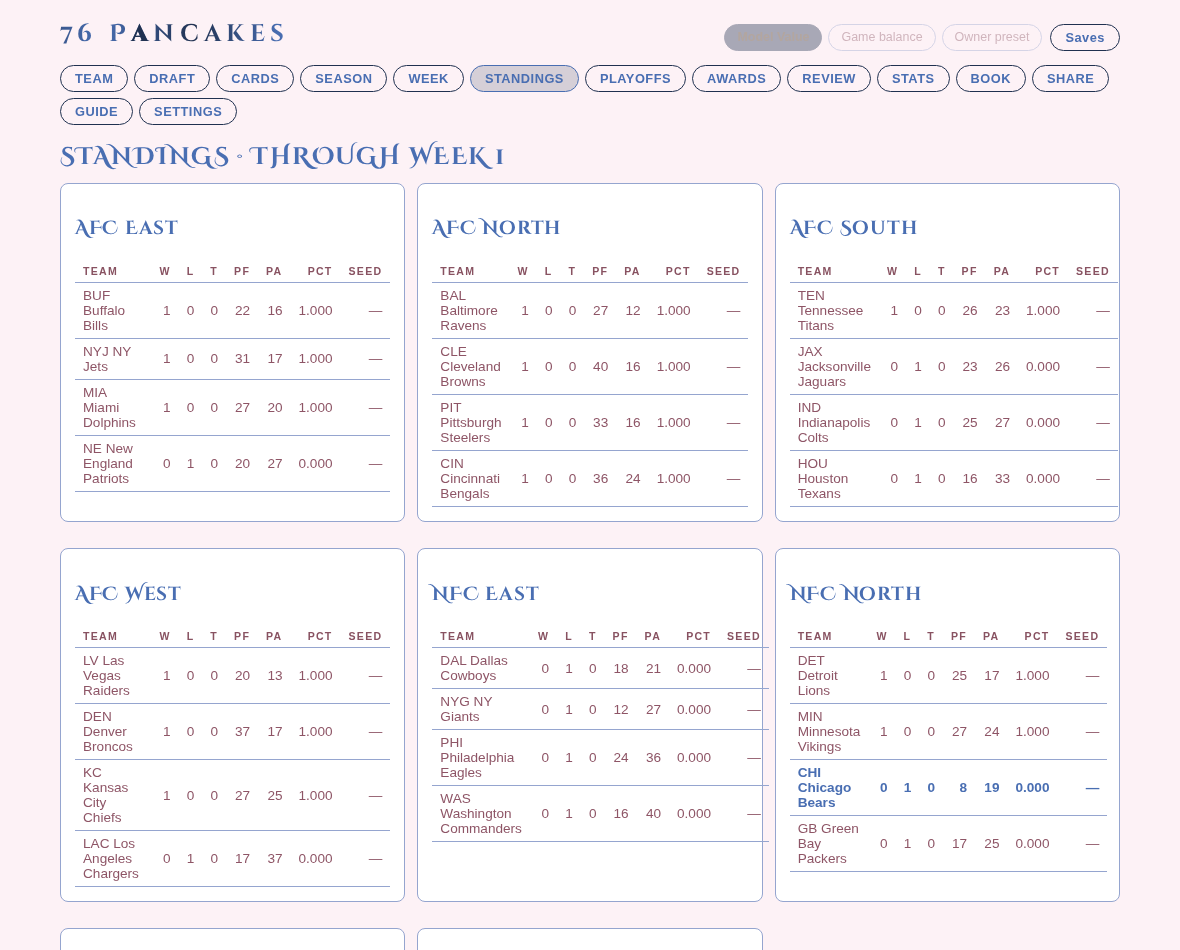 76 PANCAKES
Game balance
Owner preset
Saves
TEAM
DRAFT
CARDS
SEASON
WEEK
STANDINGS
PLAYOFFS
AWARDS
REVIEW
STATS
BOOK
SHARE
GUIDE
SETTINGS
STANDINGS · THROUGH WEEK 1
AFC EAST
TEAM W L T PF PA PCT SEED
BUF
Buffalo
Bills
1 0 0 22 16 1.000 —
NYJ NY
Jets
1 0 0 31 17 1.000 —
MIA
Miami
Dolphins
1 0 0 27 20 1.000 —
NE New
England
Patriots
0 1 0 20 27 0.000 —
AFC NORTH
TEAM W L T PF PA PCT SEED
BAL
Baltimore
Ravens
1 0 0 27 12 1.000 —
CLE
Cleveland
Browns
1 0 0 40 16 1.000 —
PIT
Pittsburgh
Steelers
1 0 0 33 16 1.000 —
CIN
Cincinnati
Bengals
1 0 0 36 24 1.000 —
AFC SOUTH
TEAM W L T PF PA PCT SEED
TEN
Tennessee
Titans
1 0 0 26 23 1.000 —
JAX
Jacksonville
Jaguars
0 1 0 23 26 0.000 —
IND
Indianapolis
Colts
0 1 0 25 27 0.000 —
HOU
Houston
Texans
0 1 0 16 33 0.000 —
AFC WEST
TEAM W L T PF PA PCT SEED
LV Las
Vegas
Raiders
1 0 0 20 13 1.000 —
DEN
Denver
Broncos
1 0 0 37 17 1.000 —
KC
Kansas
City
Chiefs
1 0 0 27 25 1.000 —
LAC Los
Angeles
Chargers
0 1 0 17 37 0.000 —
NFC EAST
TEAM W L T PF PA PCT SEED
DAL Dallas
Cowboys
0 1 0 18 21 0.000 —
NYG NY
Giants
0 1 0 12 27 0.000 —
PHI
Philadelphia
Eagles
0 1 0 24 36 0.000 —
WAS
Washington
Commanders
0 1 0 16 40 0.000 —
NFC NORTH
TEAM W L T PF PA PCT SEED
DET
Detroit
Lions
1 0 0 25 17 1.000 —
MIN
Minnesota
Vikings
1 0 0 27 24 1.000 —
CHI
Chicago
Bears
0 1 0 8 19 0.000 —
GB Green
Bay
Packers
0 1 0 17 25 0.000 —